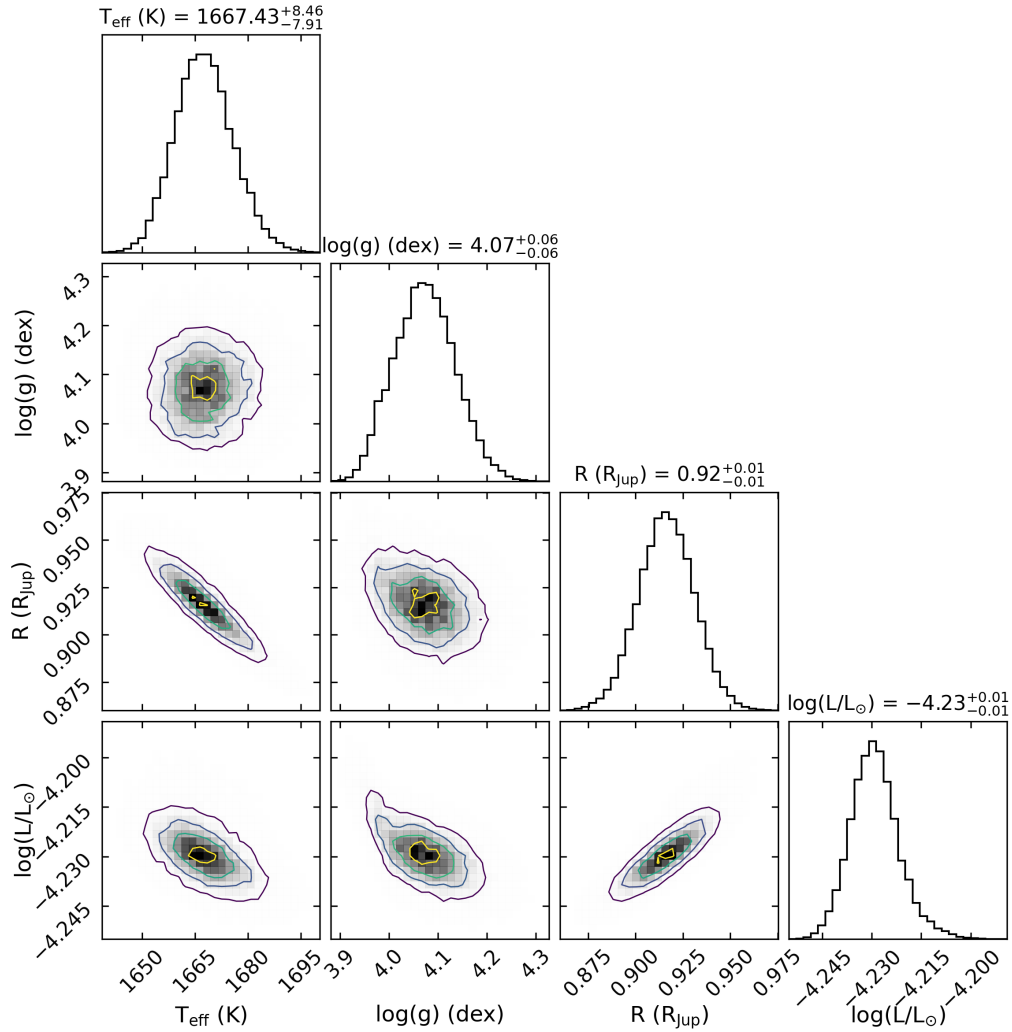 T_eff (K) = 1667.43 +8.46 −7.91
log(g) (dex) = 4.07 +0.06 −0.06
log(g) (dex)
4.3
4.2
4.1
4.0
3.9
R (R_Jup) = 0.92 +0.01 −0.01
R (R_Jup)
0.975
0.950
0.925
0.900
0.875
log(L/L☉) = −4.23 +0.01 −0.01
log(L/L☉)
−4.200
−4.215
−4.230
−4.245
1650 1665 1680 1695
T_eff (K)
3.9 4.0 4.1 4.2 4.3
log(g) (dex)
0.875 0.900 0.925 0.950 0.975
R (R_Jup)
−4.245 −4.230 −4.215 −4.200
log(L/L☉)